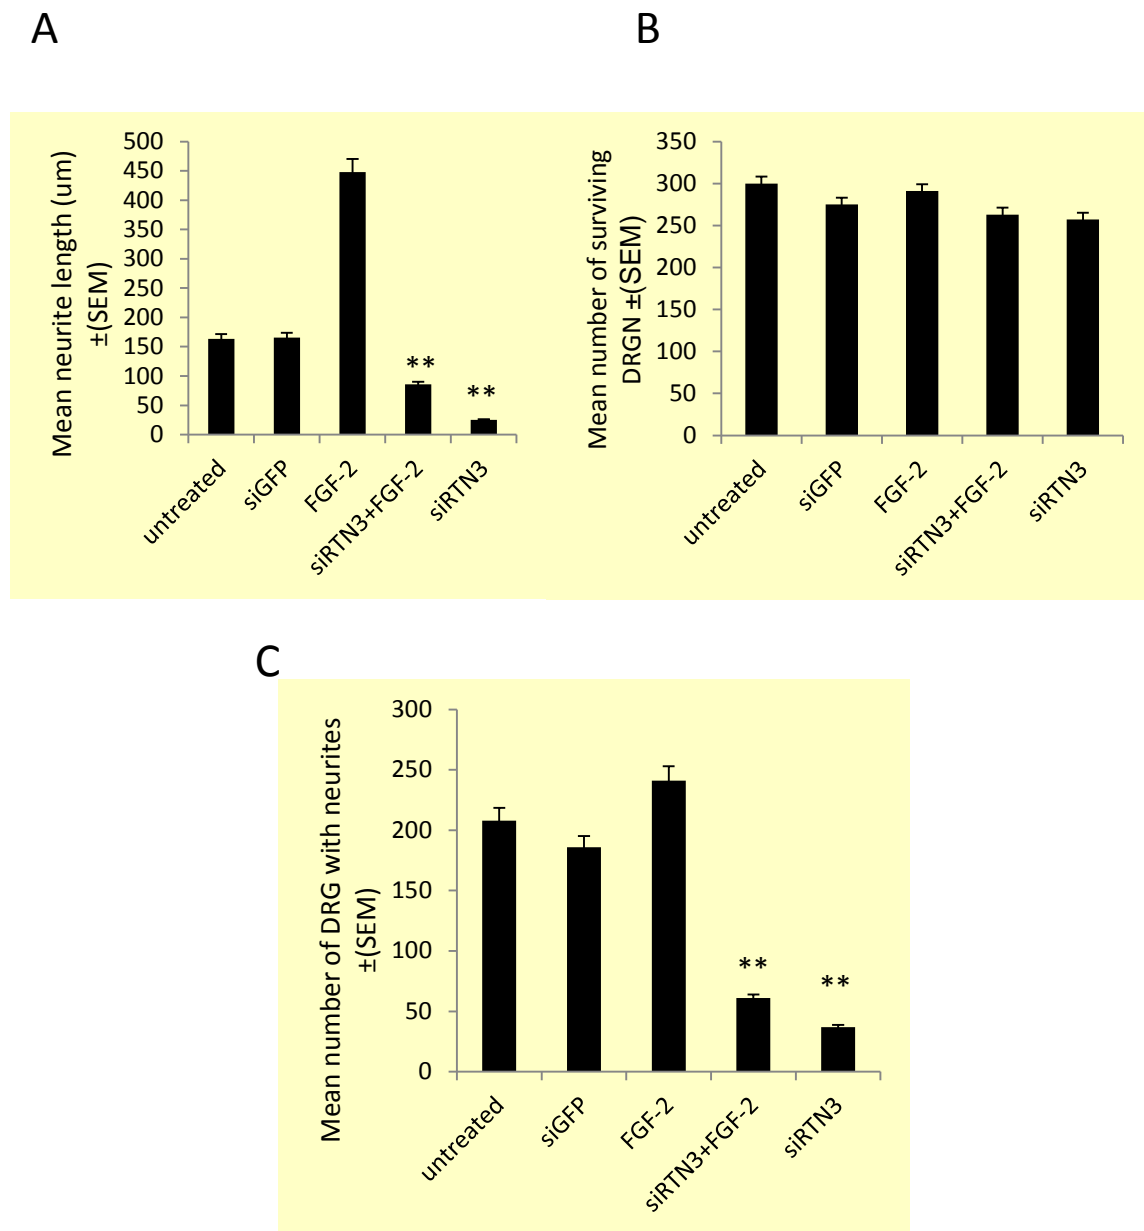 A
B
Mean neurite length (um)
±(SEM)
500
450
400
350
300
250
200
150
100
50
0
**
**
untreated
siGFP
FGF-2
siRTN3+FGF-2
siRTN3
Mean number of surviving
DRGN ±(SEM)
350
300
250
200
150
100
50
0
untreated
siGFP
FGF-2
siRTN3+FGF-2
siRTN3
C
Mean number of DRG with neurites
±(SEM)
300
250
200
150
100
50
0
**
**
untreated
siGFP
FGF-2
siRTN3+FGF-2
siRTN3